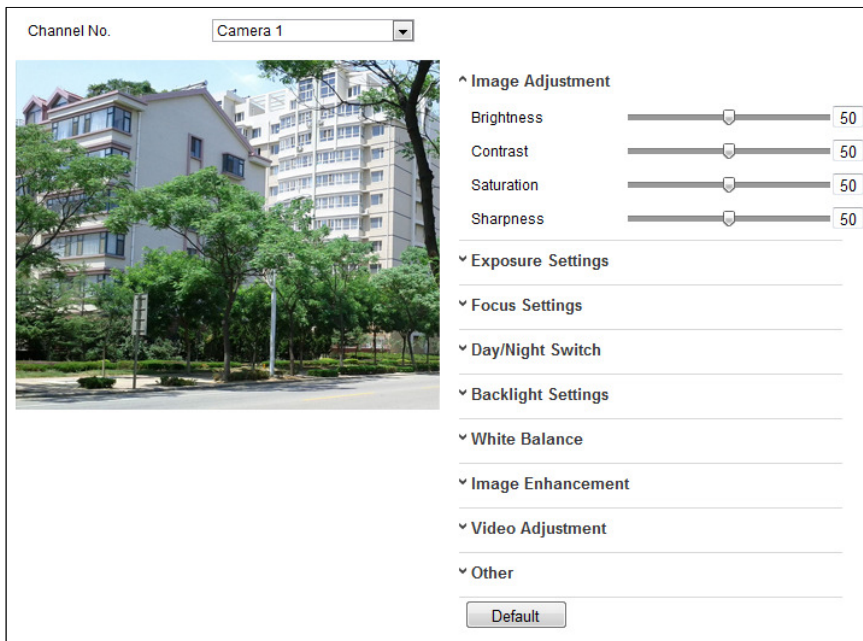 Channel No. Camera 1
Image Adjustment
Brightness 50
Contrast 50
Saturation 50
Sharpness 50
Exposure Settings
Focus Settings
Day/Night Switch
Backlight Settings
White Balance
Image Enhancement
Video Adjustment
Other
Default